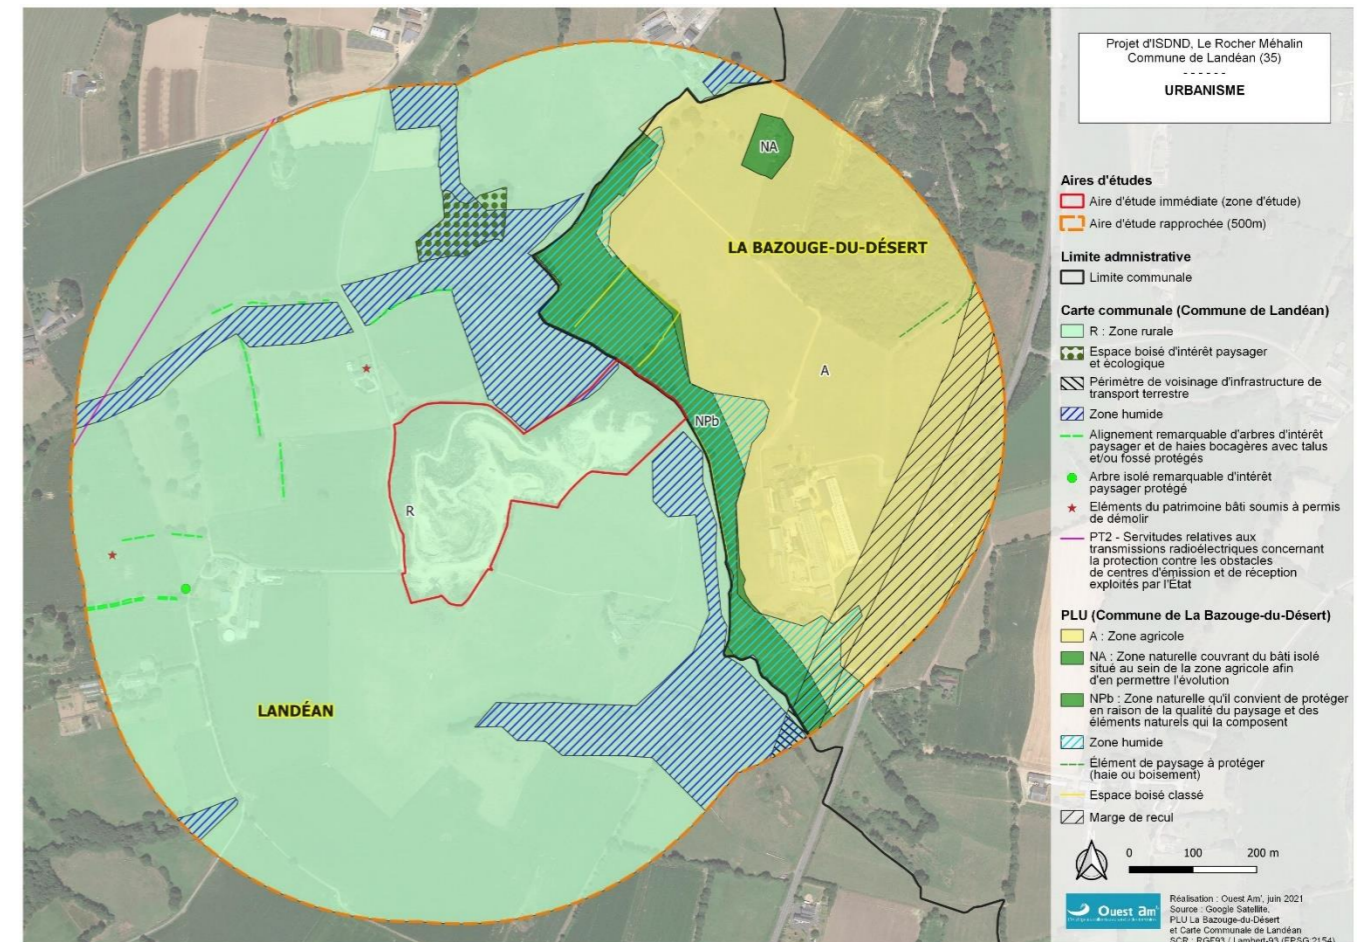 Projet d'ISDND, Le Rocher Méhalin
Commune de Landéan (35)
- - - - - -
URBANISME
Aires d'études
Aire d'étude immédiate (zone d'étude)
Aire d'étude rapprochée (500m)
Limite admnistrative
Limite communale
Carte communale (Commune de Landéan)
R : Zone rurale
Espace boisé d'intérêt paysager
et écologique
Périmètre de voisinage d'infrastructure de
transport terrestre
Zone humide
Alignement remarquable d'arbres d'intérêt
paysager et de haies bocagères avec talus
et/ou fossé protégés
Arbre isolé remarquable d'intérêt
paysager protégé
Eléments du patrimoine bâti soumis à permis
de démolir
PT2 - Servitudes relatives aux
transmissions radioélectriques concernant
la protection contre les obstacles
de centres d'émission et de réception
exploités par l'État
PLU (Commune de La Bazouge-du-Désert)
A : Zone agricole
NA : Zone naturelle couvrant du bâti isolé
situé au sein de la zone agricole afin
d'en permettre l'évolution
NPb : Zone naturelle qu'il convient de protéger
en raison de la qualité du paysage et des
éléments naturels qui la composent
Zone humide
Élément de paysage à protéger
(haie ou boisement)
Espace boisé classé
Marge de recul
0 100 200 m
Ouest am'
Réalisation : Ouest Am', juin 2021
Source : Google Satellite,
PLU La Bazouge-du-Désert
et Carte Communale de Landéan
SCR : RGF93 / Lambert-93 (EPSG:2154)
NA
LA BAZOUGE-DU-DÉSERT
A
NPb
R
LANDÉAN